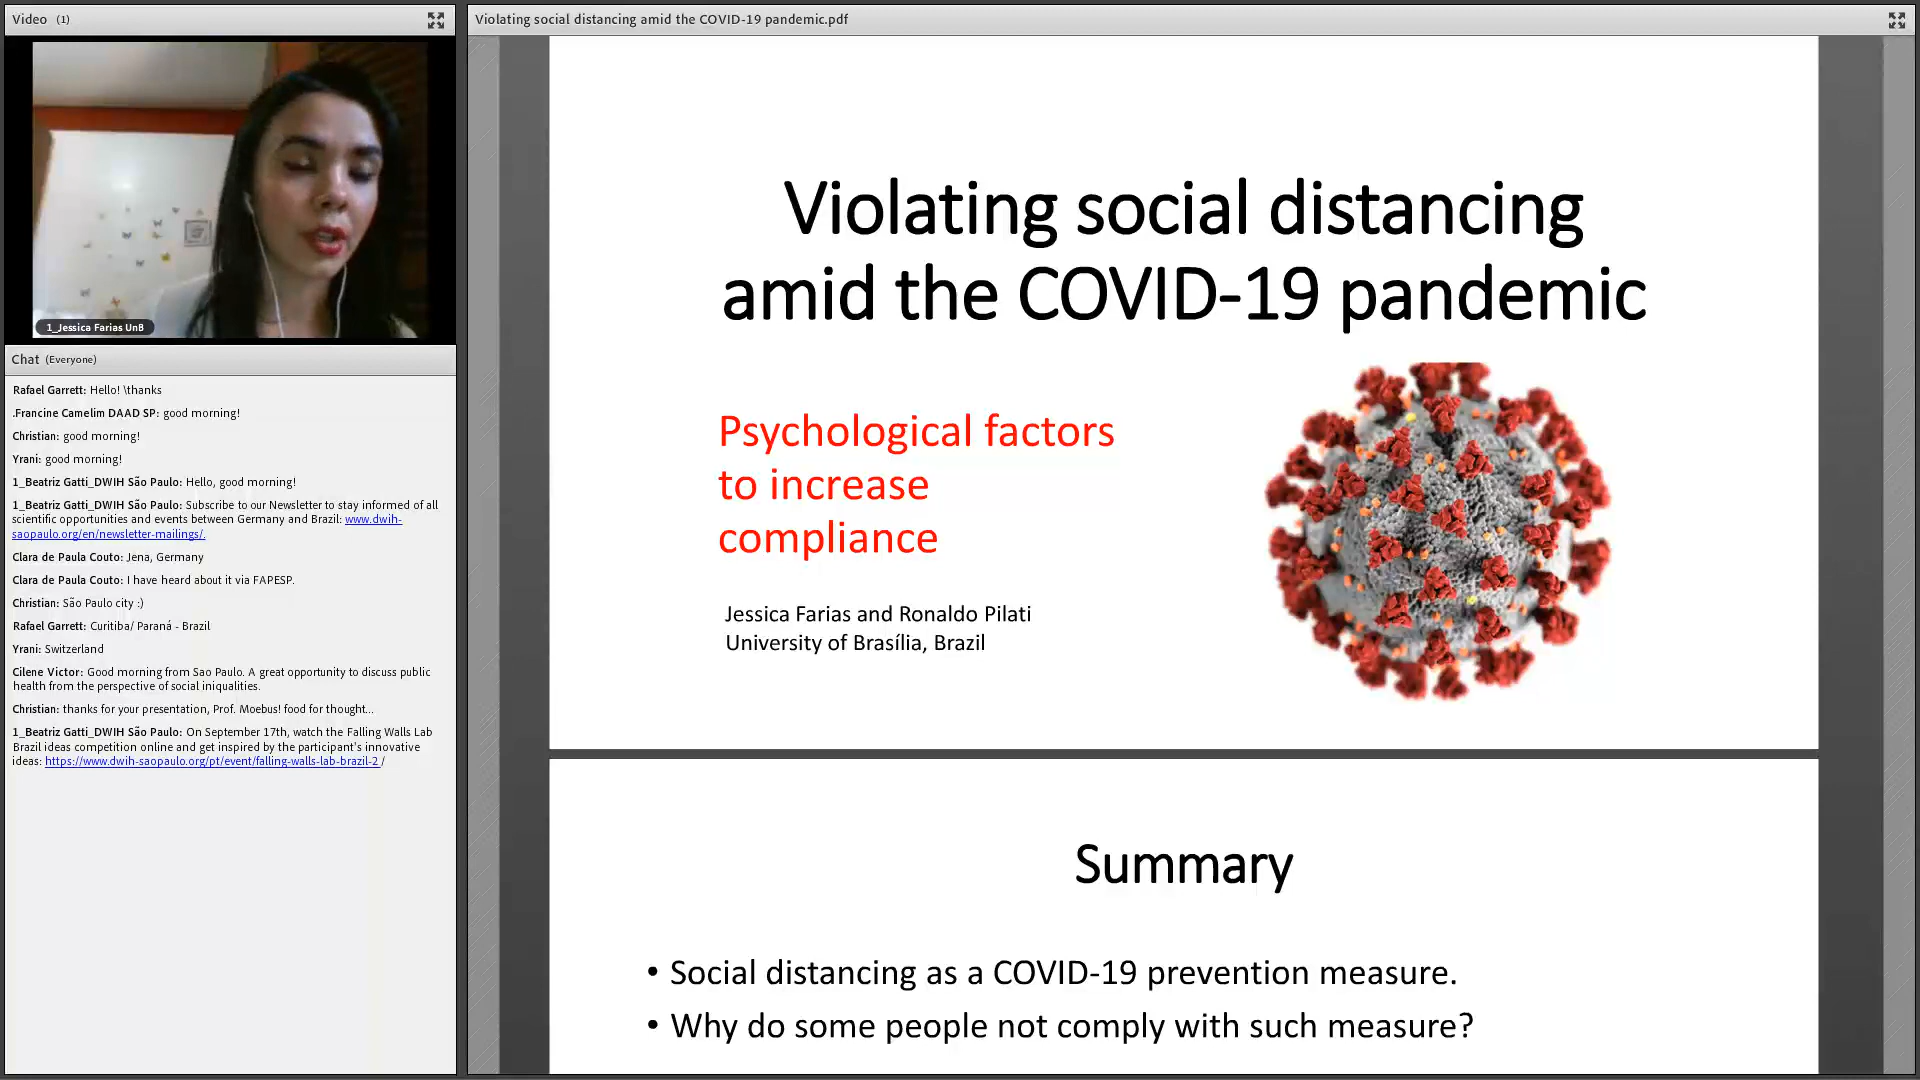 Video (1)
1_Jessica Farias UnB
Chat (Everyone)
Rafael Garrett: Hello! \thanks
.Francine Camelim DAAD SP: good morning!
Christian: good morning!
Yrani: good morning!
1_Beatriz Gatti_DWIH São Paulo: Hello, good morning!
1_Beatriz Gatti_DWIH São Paulo: Subscribe to our Newsletter to stay informed of all
scientific opportunities and events between Germany and Brazil: www.dwih-
saopaulo.org/en/newsletter-mailings/.
Clara de Paula Couto: Jena, Germany
Clara de Paula Couto: I have heard about it via FAPESP.
Christian: São Paulo city :)
Rafael Garrett: Curitiba/ Paraná - Brazil
Yrani: Switzerland
Cilene Victor: Good morning from Sao Paulo. A great opportunity to discuss public
health from the perspective of social iniqualities.
Christian: thanks for your presentation, Prof. Moebus! food for thought...
1_Beatriz Gatti_DWIH São Paulo: On September 17th, watch the Falling Walls Lab
Brazil ideas competition online and get inspired by the participant's innovative
ideas: https://www.dwih-saopaulo.org/pt/event/falling-walls-lab-brazil-2 /
Violating social distancing amid the COVID-19 pandemic.pdf
Violating social distancing
amid the COVID-19 pandemic
Psychological factors
to increase
compliance
Jessica Farias and Ronaldo Pilati
University of Brasília, Brazil
Summary
• Social distancing as a COVID-19 prevention measure.
• Why do some people not comply with such measure?